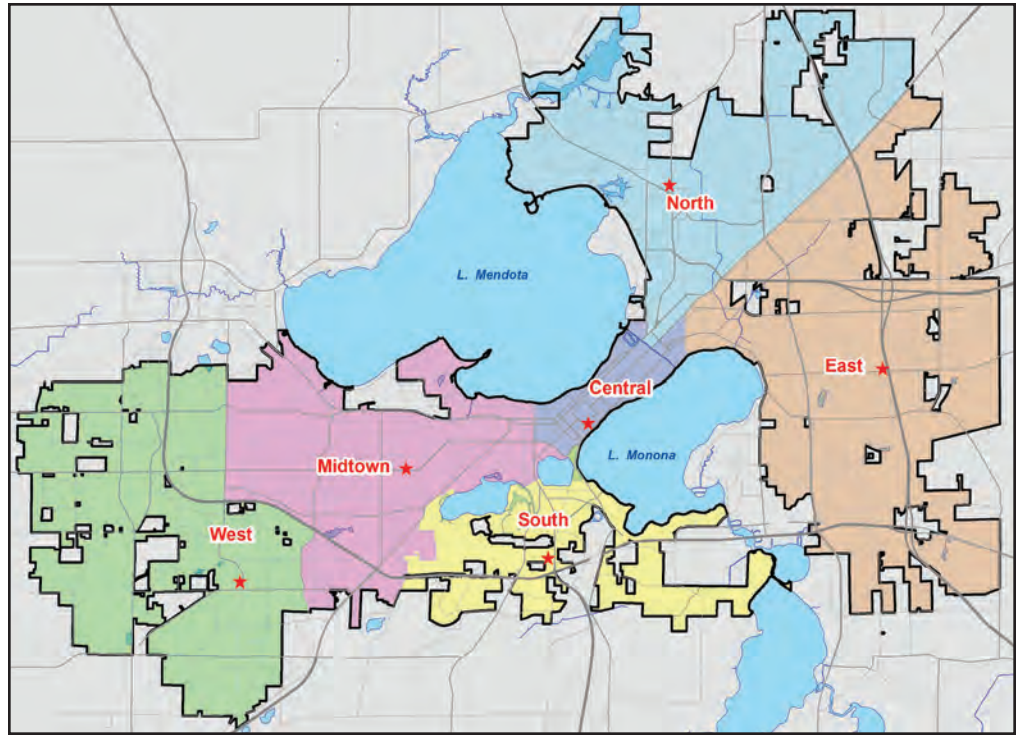 North
L. Mendota
East
Central
L. Monona
Midtown
South
West